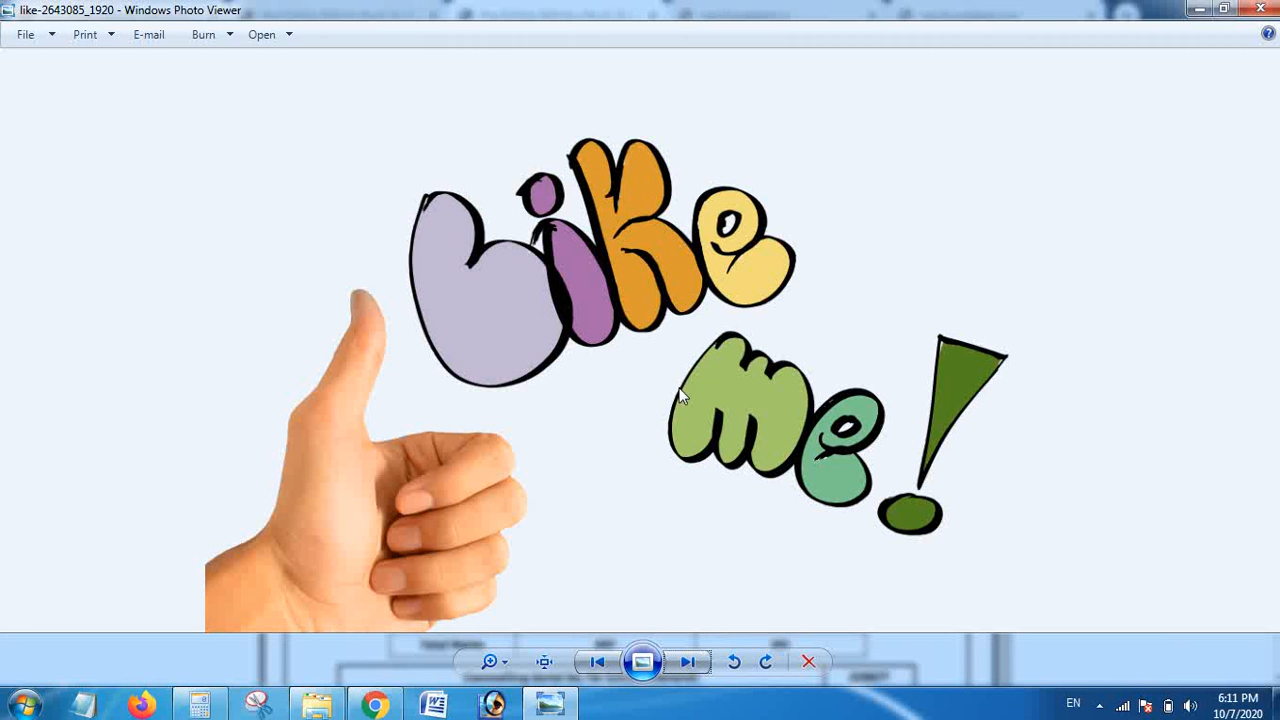 like-2643085_1920 - Windows Photo Viewer
File Print E-mail Burn Open
Like
me!
EN
6:11 PM
10/7/2020